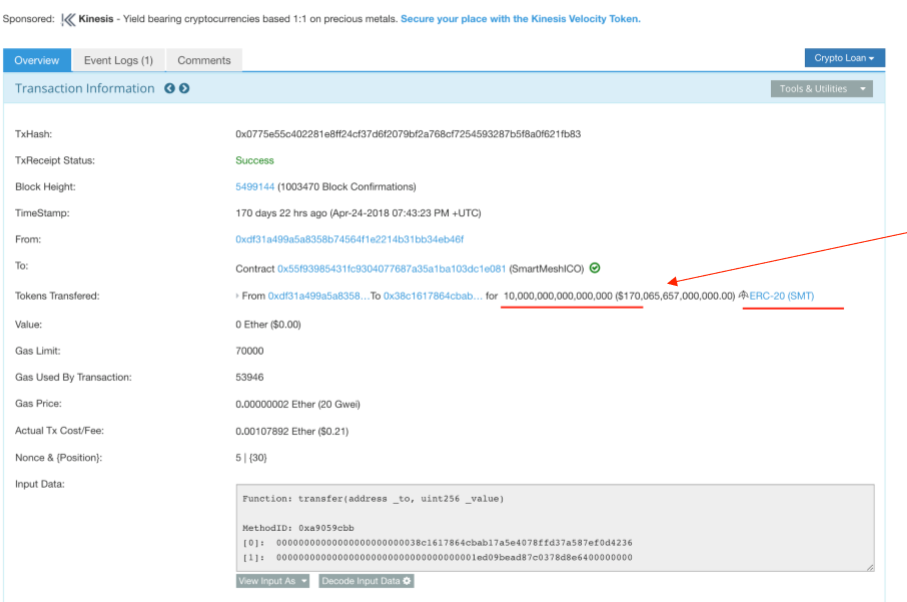 Sponsored: Kinesis - Yield bearing cryptocurrencies based 1:1 on precious metals. Secure your place with the Kinesis Velocity Token.
Overview Event Logs (1) Comments Crypto Loan
Transaction Information Tools & Utilities
TxHash: 0x0775e55c402281e8ff24cf37d6f2079bf2a768cf7254593287b5f8a0f621fb83
TxReceipt Status: Success
Block Height: 5499144 (1003470 Block Confirmations)
TimeStamp: 170 days 22 hrs ago (Apr-24-2018 07:43:23 PM +UTC)
From: 0xdf31a499a5a8358b74564f1e2214b31bb34eb46f
To: Contract 0x55f93985431fc9304077687a35a1ba103dc1e081 (SmartMeshICO)
Tokens Transfered: From 0xdf31a499a5a8358...To 0x38c1617864cbab... for 10,000,000,000,000,000 ($170,065,657,000,000.00) ERC-20 (SMT)
Value: 0 Ether ($0.00)
Gas Limit: 70000
Gas Used By Transaction: 53946
Gas Price: 0.00000002 Ether (20 Gwei)
Actual Tx Cost/Fee: 0.00107892 Ether ($0.21)
Nonce & {Position}: 5 | {30}
Input Data:
Function: transfer(address _to, uint256 _value)
MethodID: 0xa9059cbb
[0]: 00000000000000000000000038c1617864cbab17a5e4078ffd37a587ef0d4236
[1]: 0000000000000000000000000000000000001ed09bead87c0378d8e6400000000
View Input As Decode Input Data